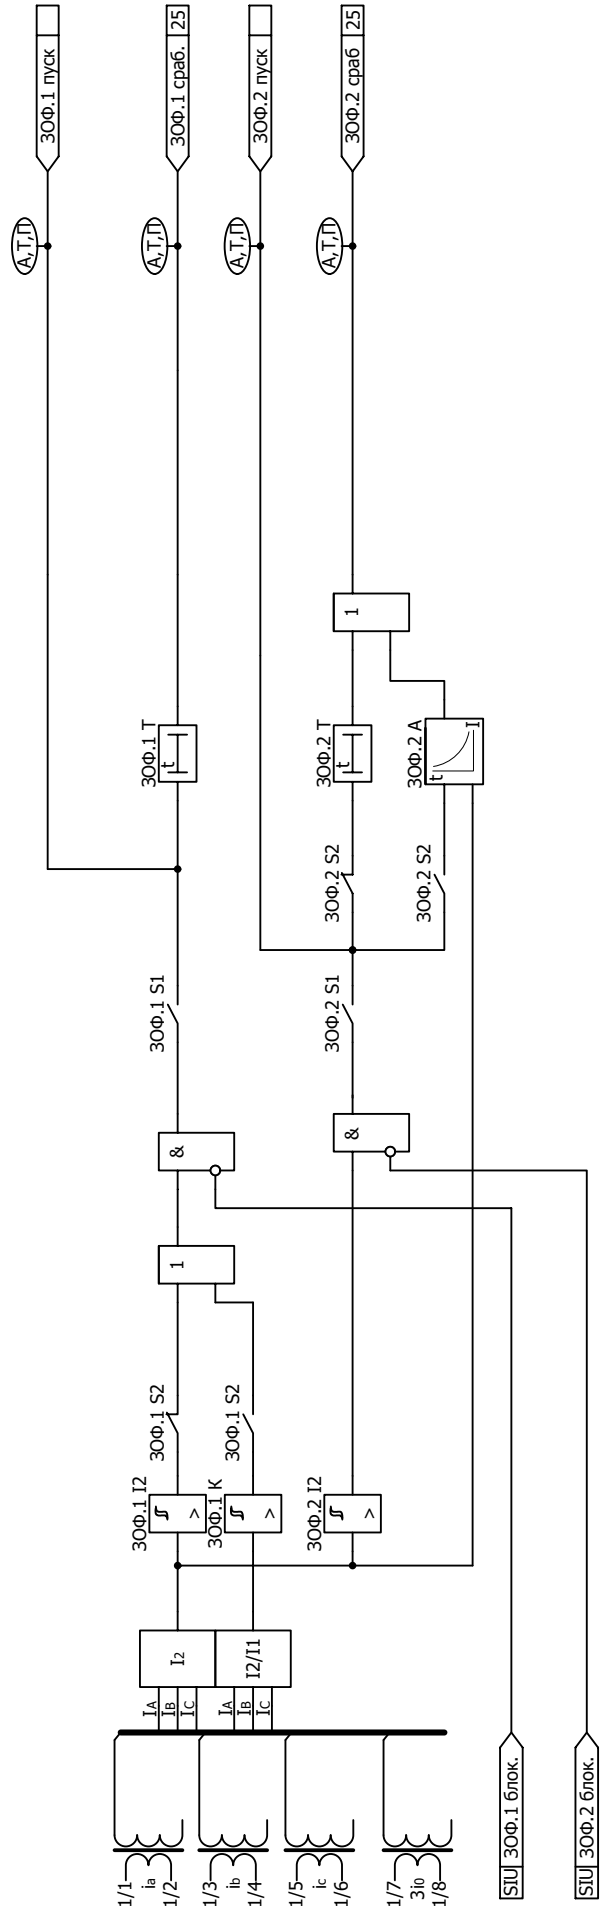 ЗОФ.1 пуск
ЗОФ.1 сраб. 25
ЗОФ.2 пуск
ЗОФ.2 сраб 25
А,Т,П
А,Т,П
А,Т,П
А,Т,П
1
ЗОФ.1 Т
t
ЗОФ.2 Т
t
ЗОФ.2 А
t
I
ЗОФ.2 S2
ЗОФ.2 S2
ЗОФ.1 S1
ЗОФ.2 S1
&
&
1
ЗОФ.1 S2
ЗОФ.1 S2
ЗОФ.1 I2
>
ЗОФ.1 К
>
ЗОФ.2 I2
>
I2
I2/I1
IA
IB
IC
IA
IB
IC
1/1
ia
1/2
1/3
ib
1/4
1/5
ic
1/6
1/7
3i0
1/8
SIU ЗОФ.1 блок.
SIU ЗОФ.2 блок.